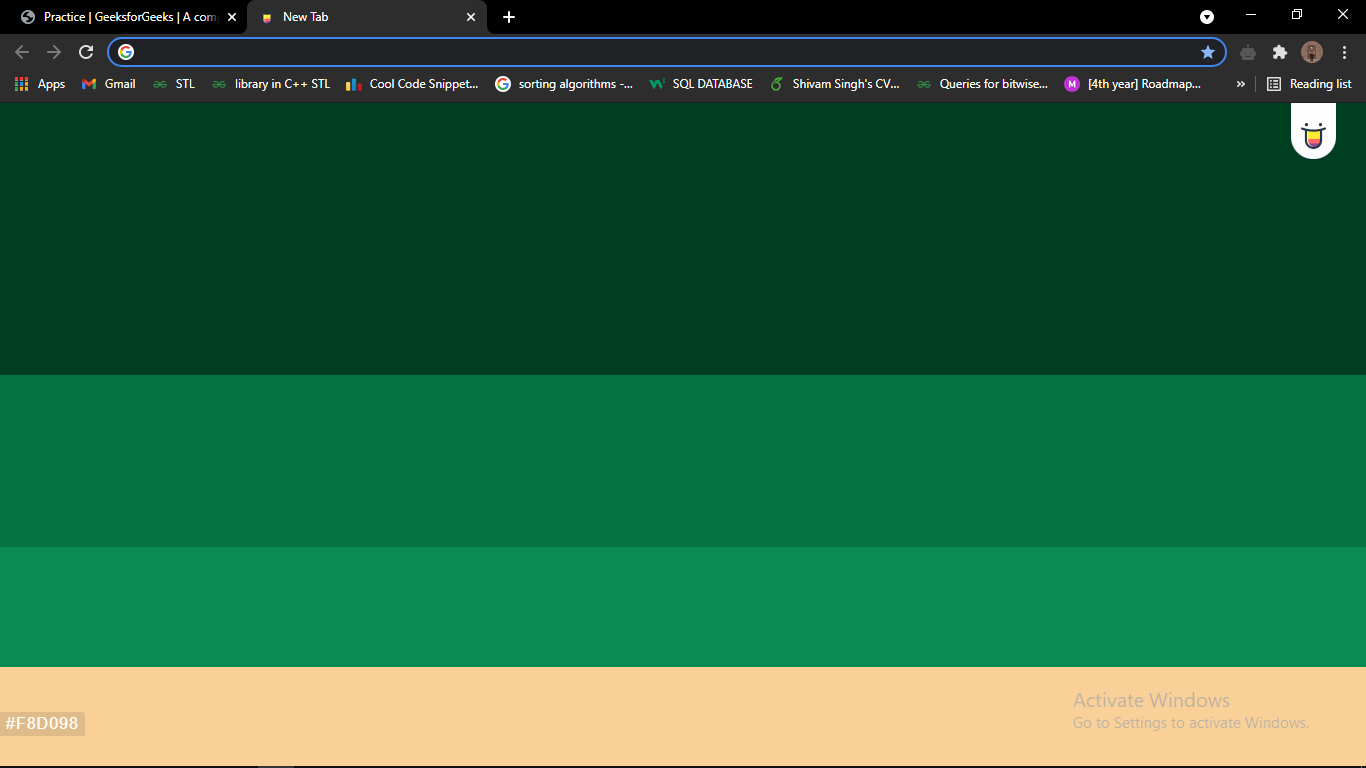 Practice | GeeksforGeeks | A com
New Tab
Apps
Gmail
STL
library in C++ STL
Cool Code Snippet...
sorting algorithms -...
SQL DATABASE
Shivam Singh's CV...
Queries for bitwise...
M
[4th year] Roadmap...
»
Reading list
Activate Windows
#F8D098
Go to Settings to activate Windows.